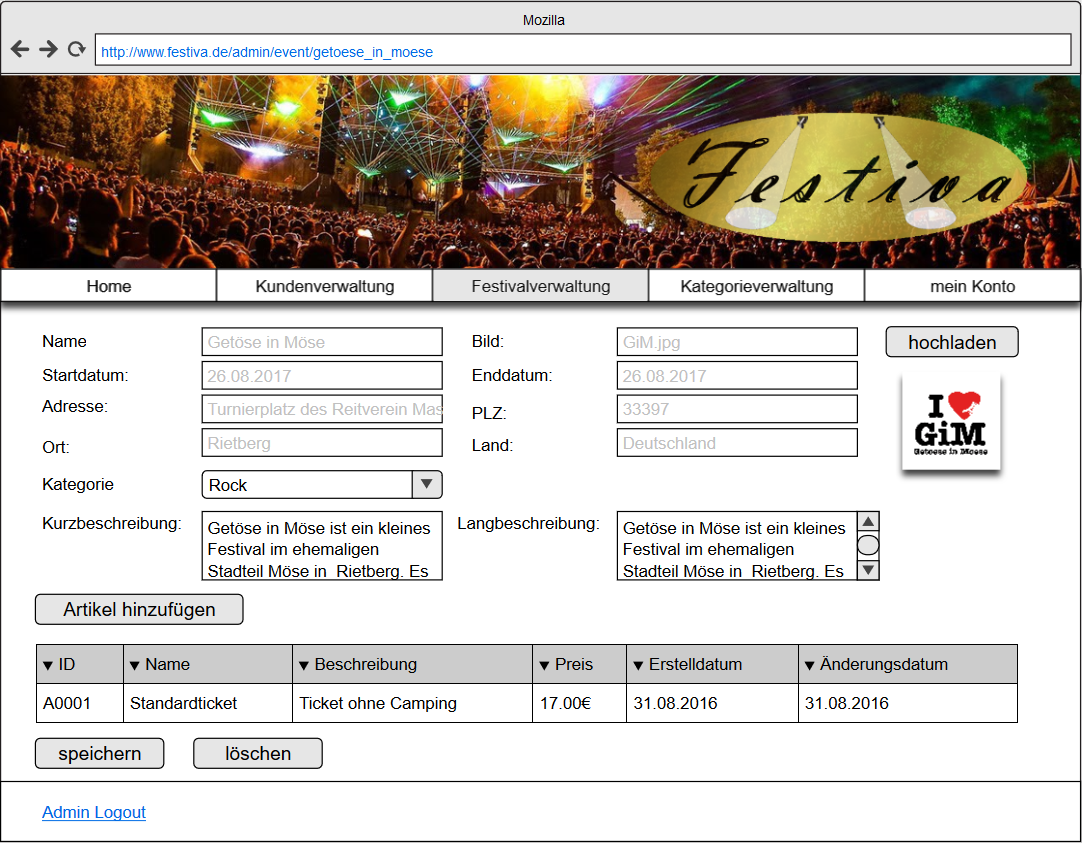 Mozilla
http://www.festiva.de/admin/event/getoese_in_moese
Festiva
Home Kundenverwaltung Festivalverwaltung Kategorieverwaltung mein Konto
Name Getöse in Möse Bild: GiM.jpg hochladen
Startdatum: 26.08.2017 Enddatum: 26.08.2017
Adresse: Turnierplatz des Reitverein Mas PLZ: 33397
Ort: Rietberg Land: Deutschland
I
GiM
Getoese in Moese
Kategorie Rock
Kurzbeschreibung: Getöse in Möse ist ein kleines
Festival im ehemaligen
Stadteil Möse in Rietberg. Es
Langbeschreibung: Getöse in Möse ist ein kleines
Festival im ehemaligen
Stadteil Möse in Rietberg. Es
Artikel hinzufügen
ID Name Beschreibung Preis Erstelldatum Änderungsdatum
A0001 Standardticket Ticket ohne Camping 17.00€ 31.08.2016 31.08.2016
speichern löschen
Admin Logout